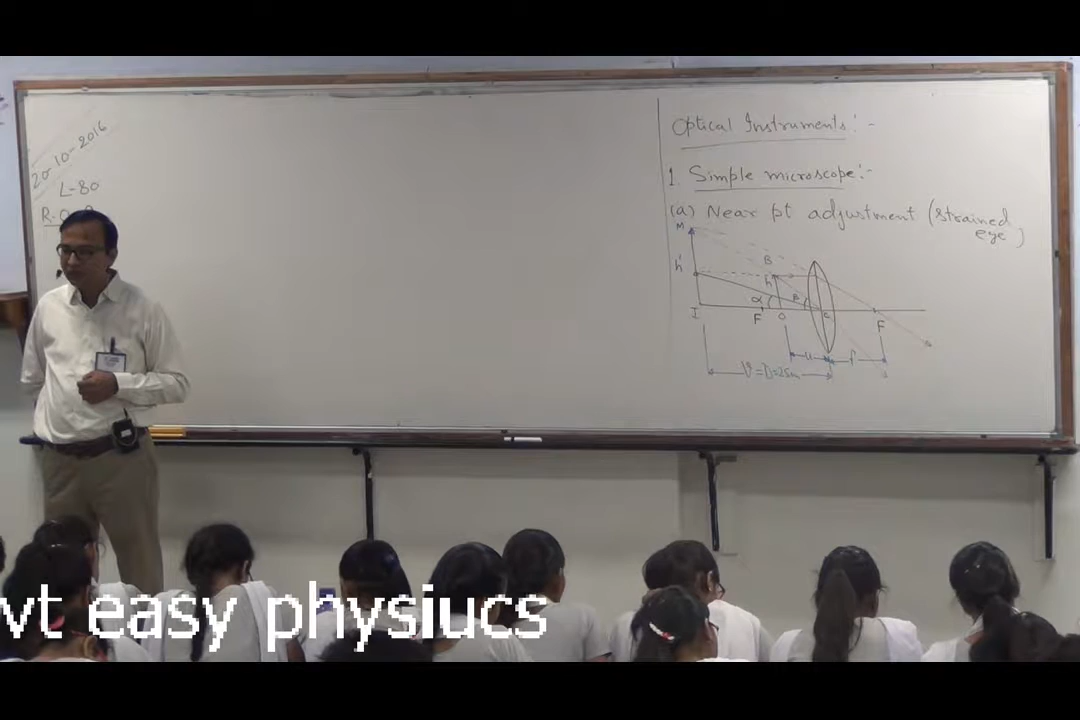 20-10-2016
L-80
Optical Instruments:-
1. Simple microscope:-
(a) Near pt adjustment (strained
eye)
M
B
h'
h
α
β
I
F
O
C
F
u
f
V=D=25cm
vt easy physiucs